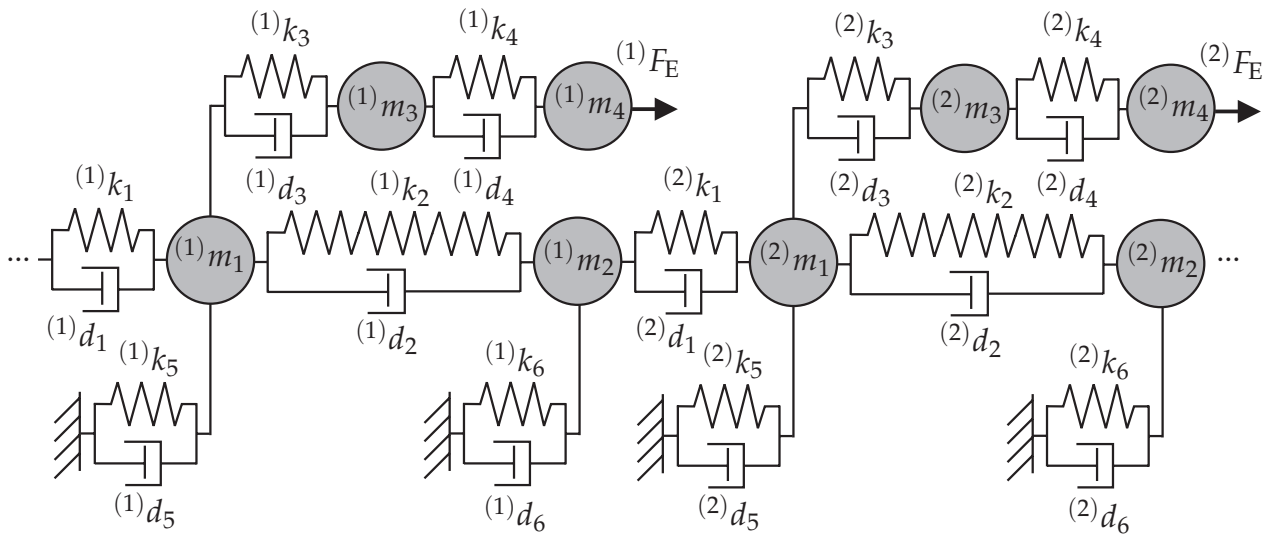 (1)k3 (1)k4 (1)FE (2)k3 (2)k4 (2)FE
(1)m3 (1)m4 (2)m3 (2)m4
(1)d3 (1)d4 (2)d3 (2)d4
(1)k1 (1)k2 (2)k1 (2)k2
... (1)m1 (1)m2 (2)m1 (2)m2 ...
(1)d1 (1)d2 (2)d1 (2)d2
(1)k5 (1)k6 (2)k5 (2)k6
(1)d5 (1)d6 (2)d5 (2)d6